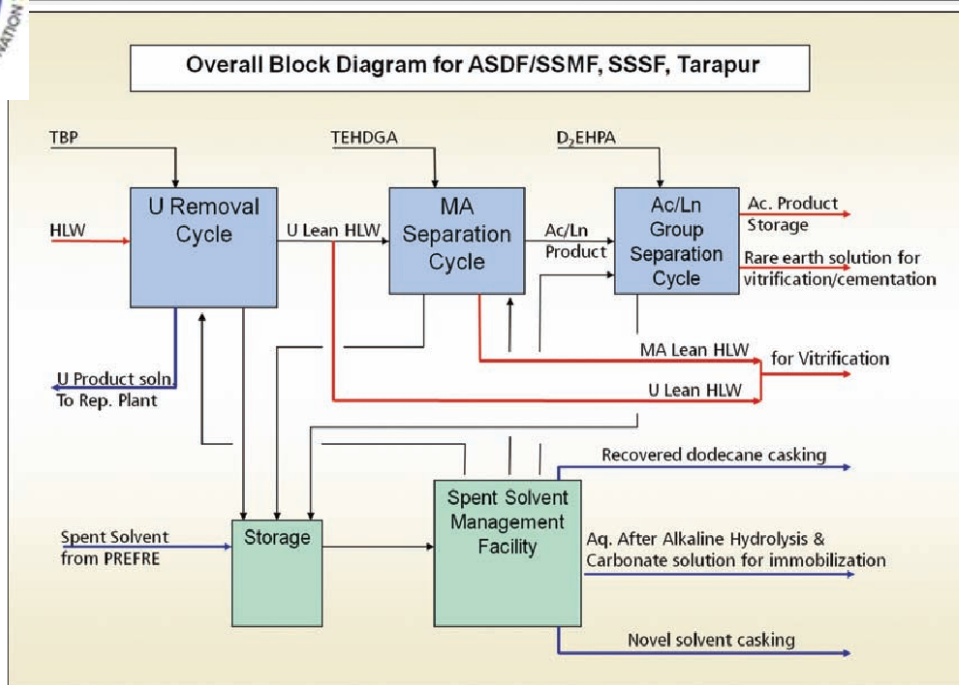 NATION
Overall Block Diagram for ASDF/SSMF, SSSF, Tarapur
TBP
TEHDGA
D₂EHPA
HLW
U Removal
Cycle
U Lean HLW
MA
Separation
Cycle
Ac/Ln
Product
Ac/Ln
Group
Separation
Cycle
Ac. Product
Storage
Rare earth solution for
vitrification/cementation
MA Lean HLW
for Vitrification
U Lean HLW
U Product soln.
To Rep. Plant
Recovered dodecane casking
Spent Solvent
from PREFRE
Storage
Spent Solvent
Management
Facility
Aq. After Alkaline Hydrolysis &
Carbonate solution for immobilization
Novel solvent casking